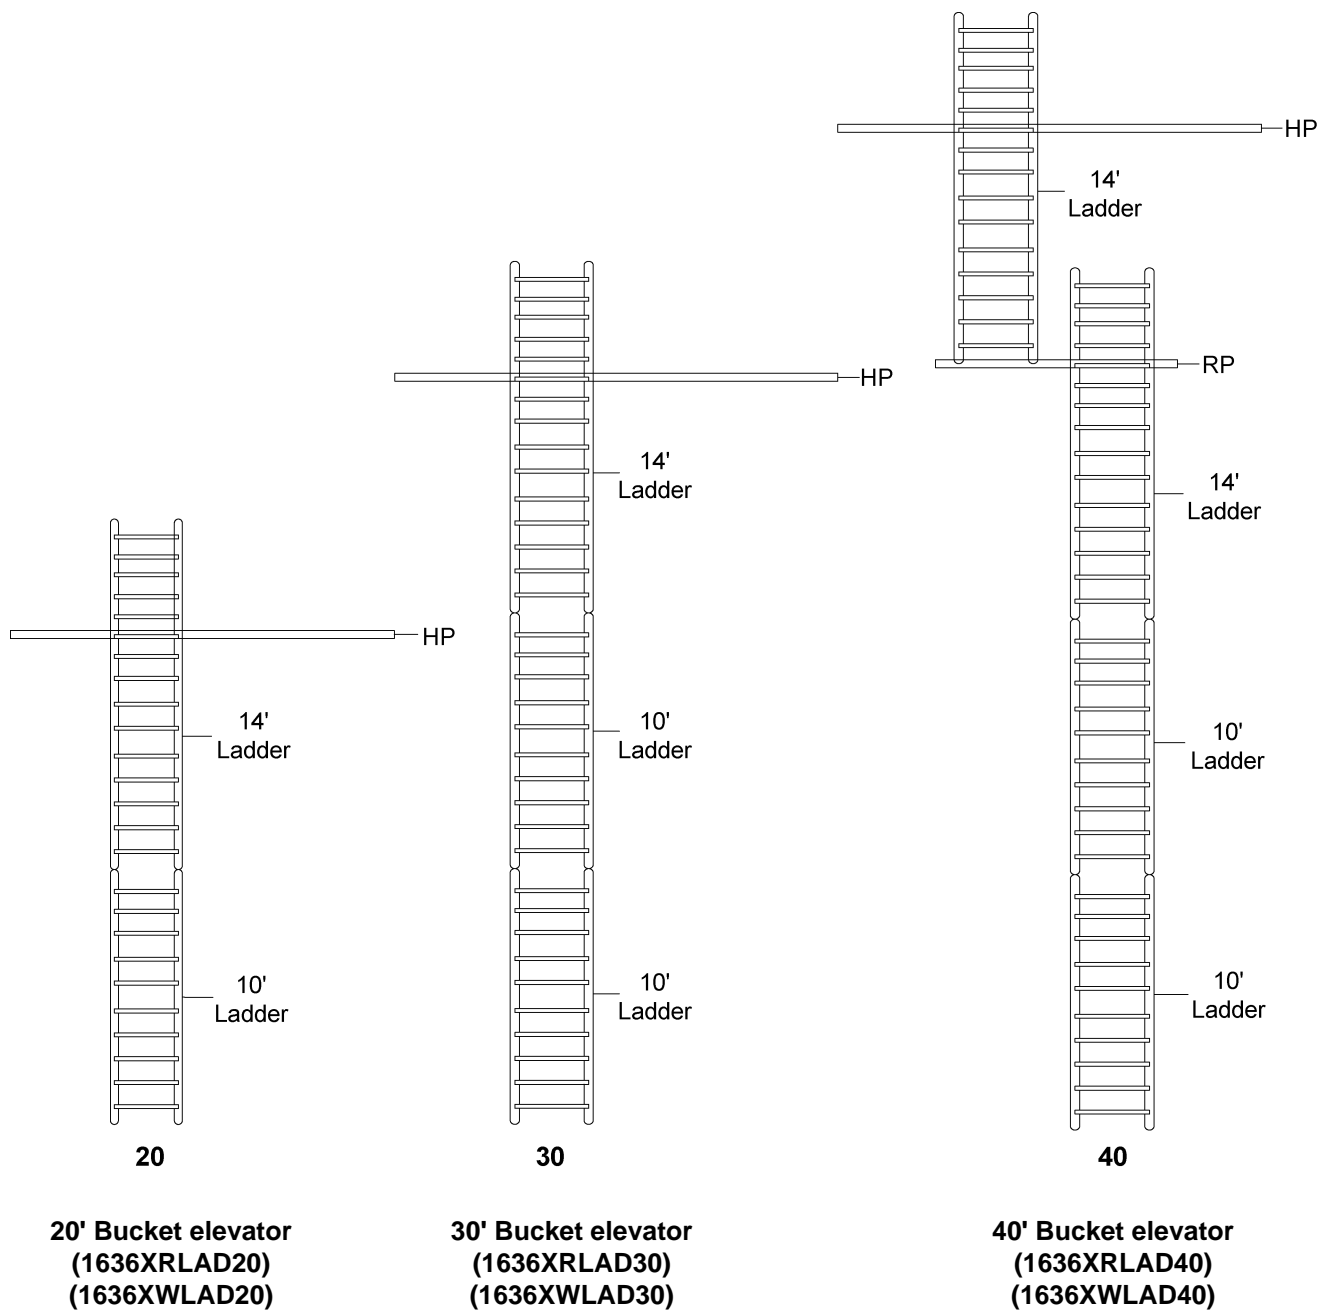 HP
14'
Ladder
RP
HP
14'
Ladder
14'
Ladder
HP
14'
Ladder
10'
Ladder
10'
Ladder
10'
Ladder
10'
Ladder
10'
Ladder
20
30
40
20' Bucket elevator
(1636XRLAD20)
(1636XWLAD20)
30' Bucket elevator
(1636XRLAD30)
(1636XWLAD30)
40' Bucket elevator
(1636XRLAD40)
(1636XWLAD40)